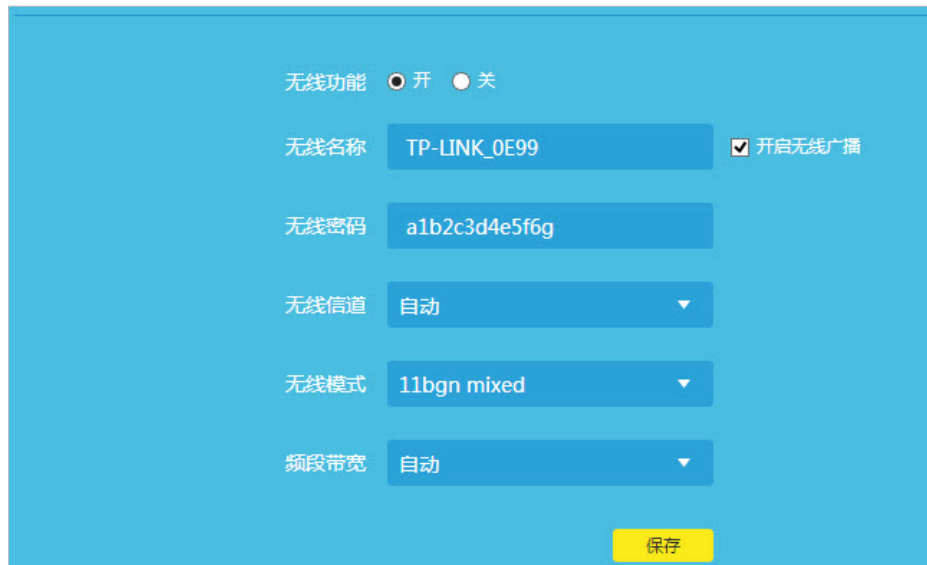 无线功能 开 关
无线名称 TP-LINK_0E99 开启无线广播
无线密码 a1b2c3d4e5f6g
无线信道 自动
无线模式 11bgn mixed
频段带宽 自动
保存